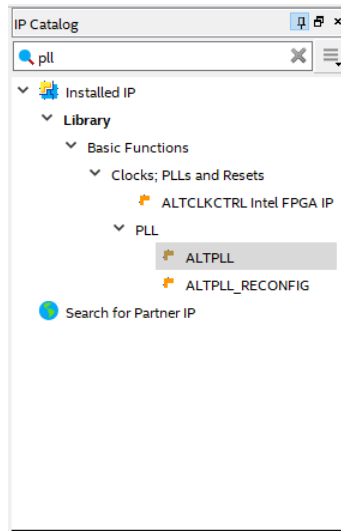 IP Catalog
pll
Installed IP
Library
Basic Functions
Clocks; PLLs and Resets
ALTCLKCTRL Intel FPGA IP
PLL
ALTPLL
ALTPLL_RECONFIG
Search for Partner IP